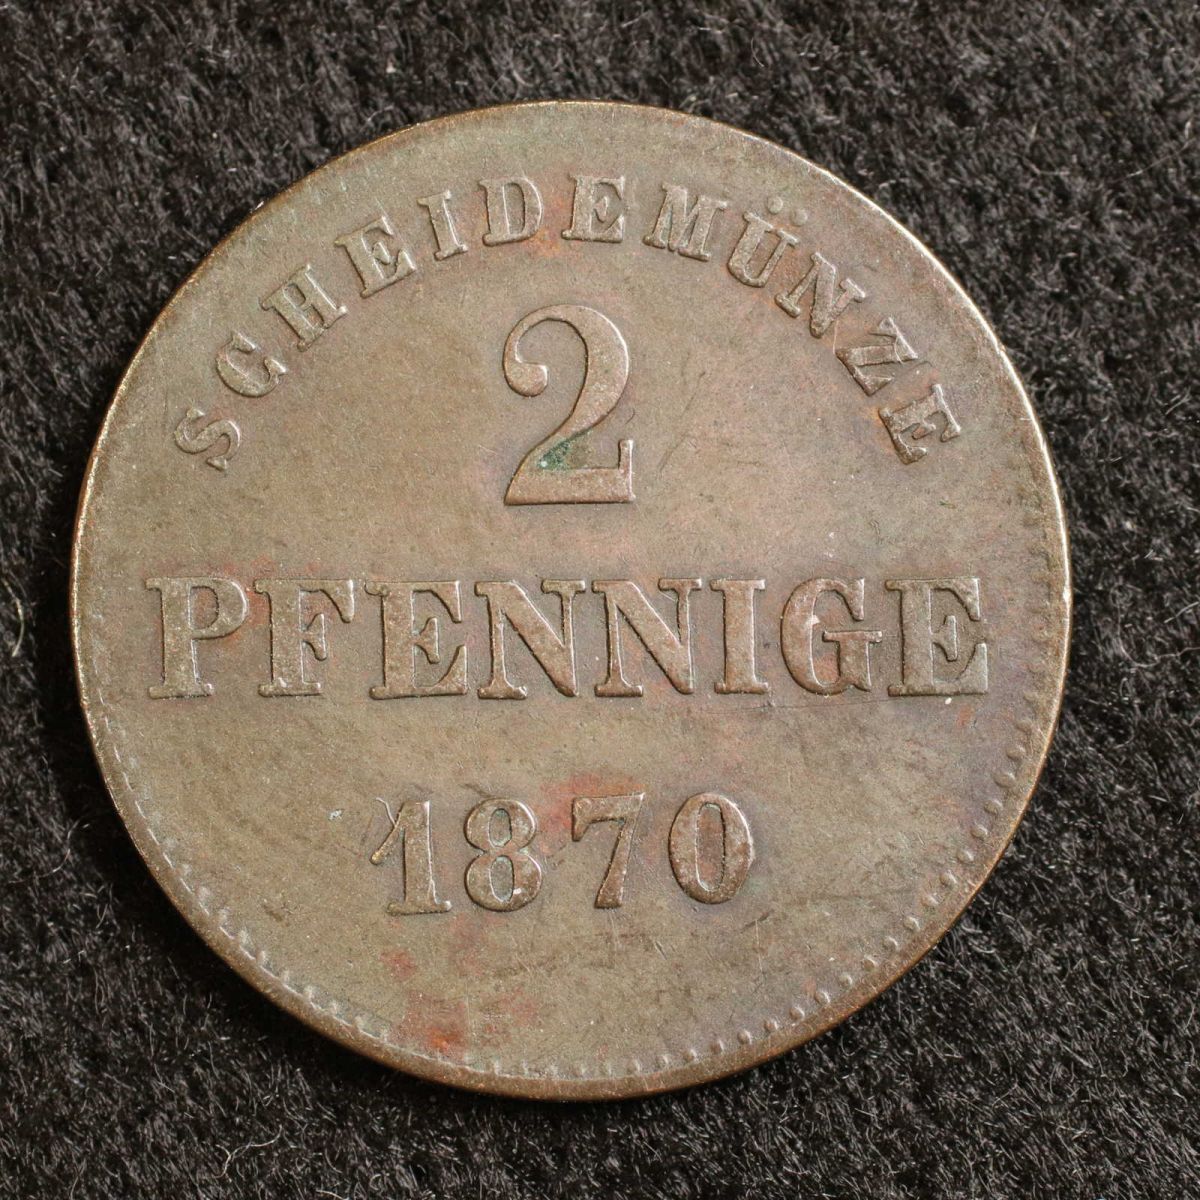 SCHEIDEMÜNZE
2
PFENNIGE
1870